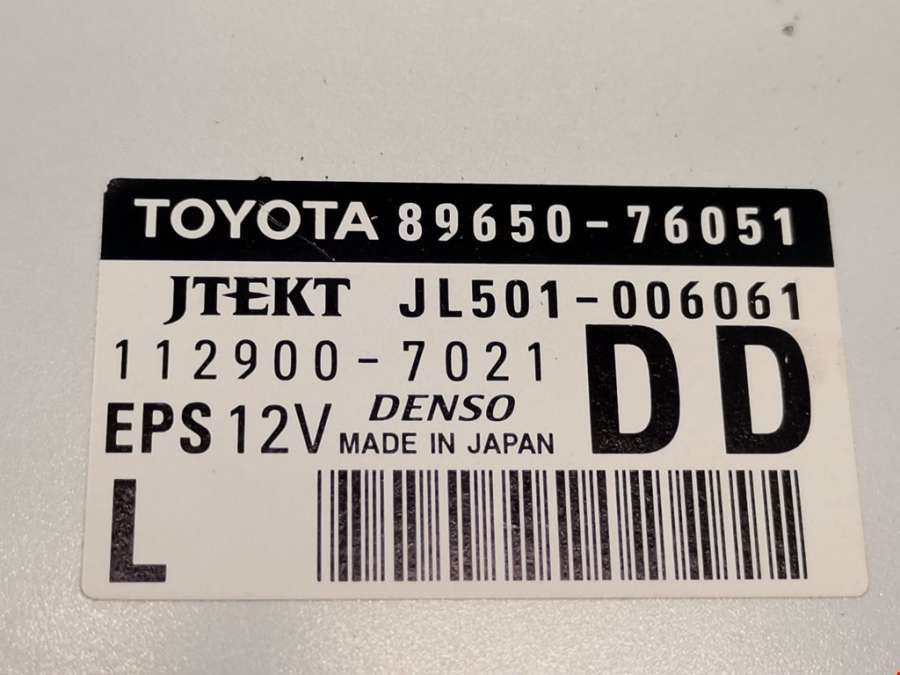 TOYOTA 89650-76051
JTEKT JL501-006061
112900-7021 DD
EPS 12V DENSO
MADE IN JAPAN
L